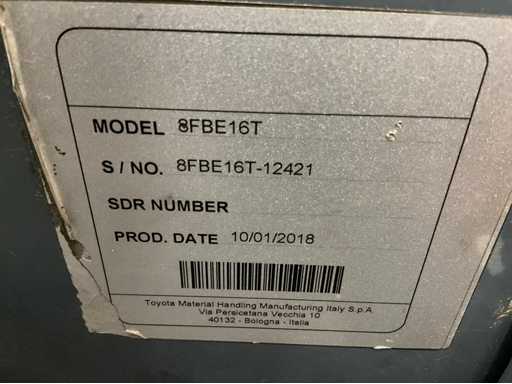 MODEL 8FBE16T
S / NO. 8FBE16T-12421
SDR NUMBER
PROD. DATE 10/01/2018
Toyota Material Handling Manufacturing Italy S.p.A.
Via Persicetana Vecchia 10
40132 - Bologna - Italia